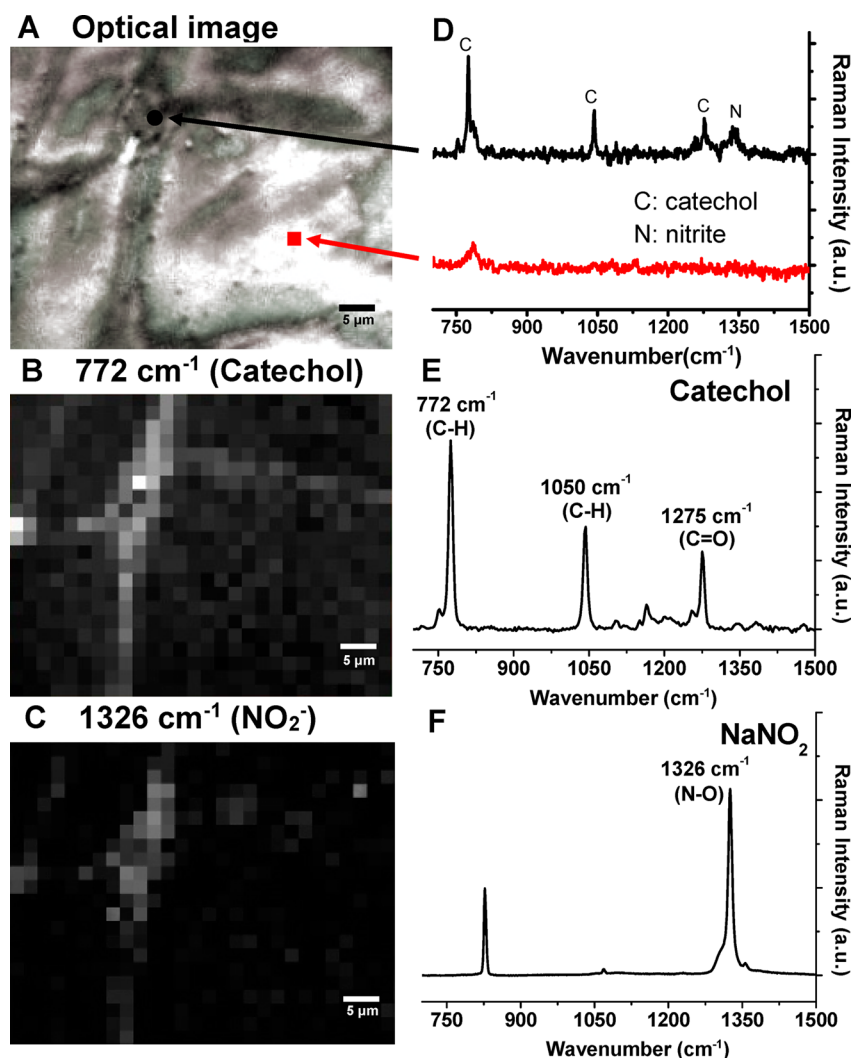 A Optical image
5 µm
D
C
C
C
N
C: catechol
N: nitrite
750 900 1050 1200 1350 1500
Wavenumber(cm⁻¹)
Raman Intensity (a.u.)
B 772 cm⁻¹ (Catechol)
5 µm
E
Catechol
772 cm⁻¹
(C-H)
1050 cm⁻¹
(C-H)
1275 cm⁻¹
(C=O)
750 900 1050 1200 1350 1500
Wavenumber (cm⁻¹)
Raman Intensity (a.u.)
C 1326 cm⁻¹ (NO₂⁻)
5 µm
F
NaNO₂
1326 cm⁻¹
(N-O)
750 900 1050 1200 1350 1500
Wavenumber (cm⁻¹)
Raman Intensity (a.u.)